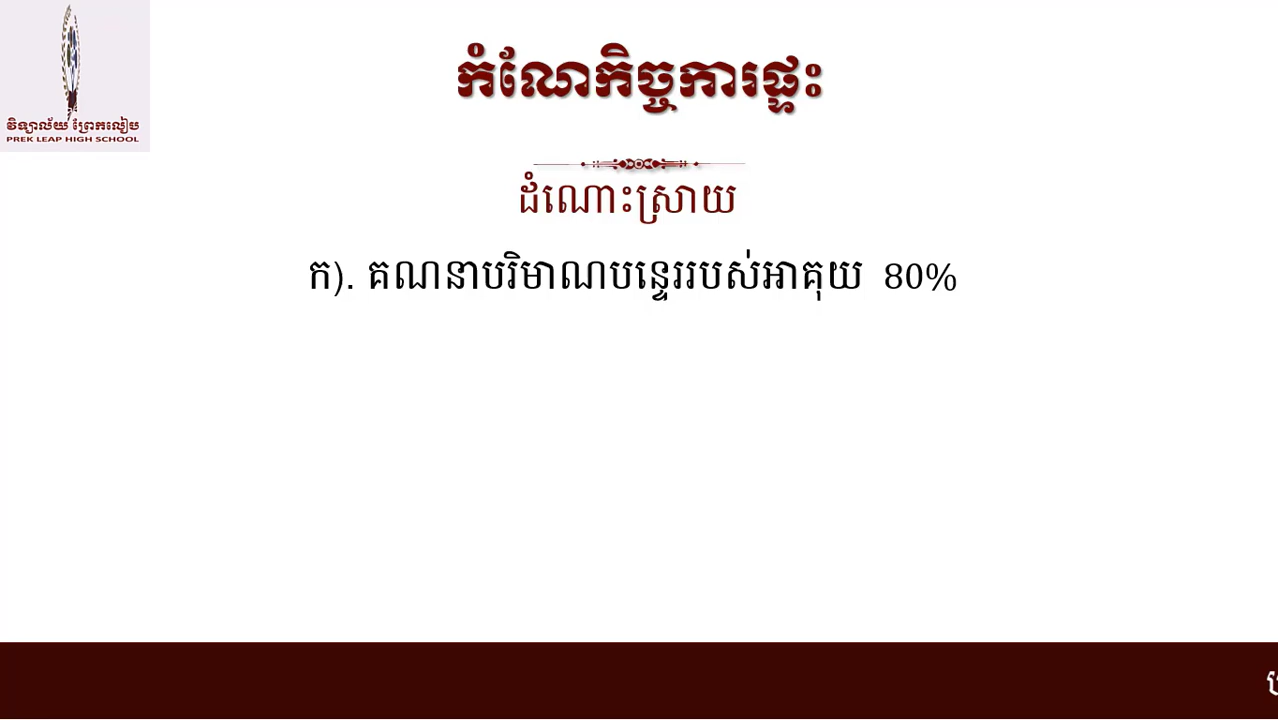 វិទ្យាល័យ ព្រែកលៀប
PREK LEAP HIGH SCHOOL
កំណែកិច្ចការផ្ទះ
ដំណោះស្រាយ
ក). គណនាបរិមាណបន្ទេររបស់អាគុយ 80%